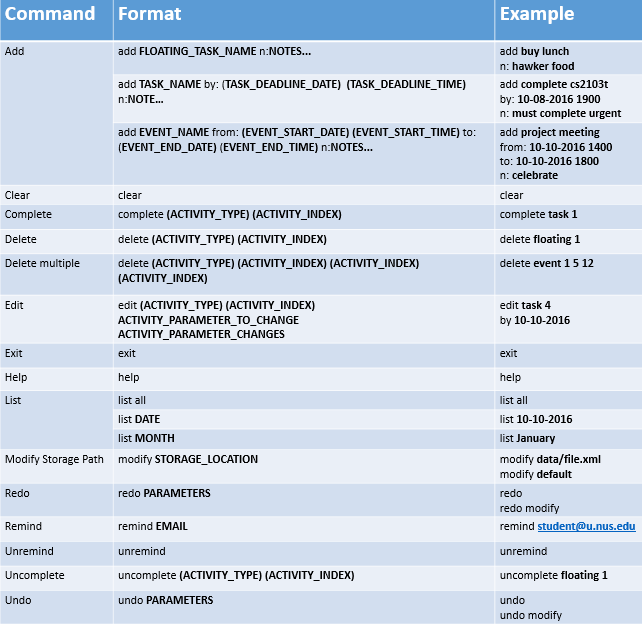 Command Format Example
Add add FLOATING_TASK_NAME n:NOTES... add buy lunch
n: hawker food
add TASK_NAME by: (TASK_DEADLINE_DATE) (TASK_DEADLINE_TIME) add complete cs2103t
n:NOTE... by: 10-08-2016 1900
n: must complete urgent
add EVENT_NAME from: (EVENT_START_DATE) (EVENT_START_TIME) to: add project meeting
(EVENT_END_DATE) (EVENT_END_TIME) n:NOTES... from: 10-10-2016 1400
to: 10-10-2016 1800
n: celebrate
Clear clear clear
Complete complete (ACTIVITY_TYPE) (ACTIVITY_INDEX) complete task 1
Delete delete (ACTIVITY_TYPE) (ACTIVITY_INDEX) delete floating 1
Delete multiple delete (ACTIVITY_TYPE) (ACTIVITY_INDEX) (ACTIVITY_INDEX) delete event 1 5 12
(ACTIVITY_INDEX)
Edit edit (ACTIVITY_TYPE) (ACTIVITY_INDEX) edit task 4
ACTIVITY_PARAMETER_TO_CHANGE by 10-10-2016
ACTIVITY_PARAMETER_CHANGES
Exit exit exit
Help help help
List list all list all
list DATE list 10-10-2016
list MONTH list January
Modify Storage Path modify STORAGE_LOCATION modify data/file.xml
modify default
Redo redo PARAMETERS redo
redo modify
Remind remind EMAIL remind student@u.nus.edu
Unremind unremind unremind
Uncomplete uncomplete (ACTIVITY_TYPE) (ACTIVITY_INDEX) uncomplete floating 1
Undo undo PARAMETERS undo
undo modify